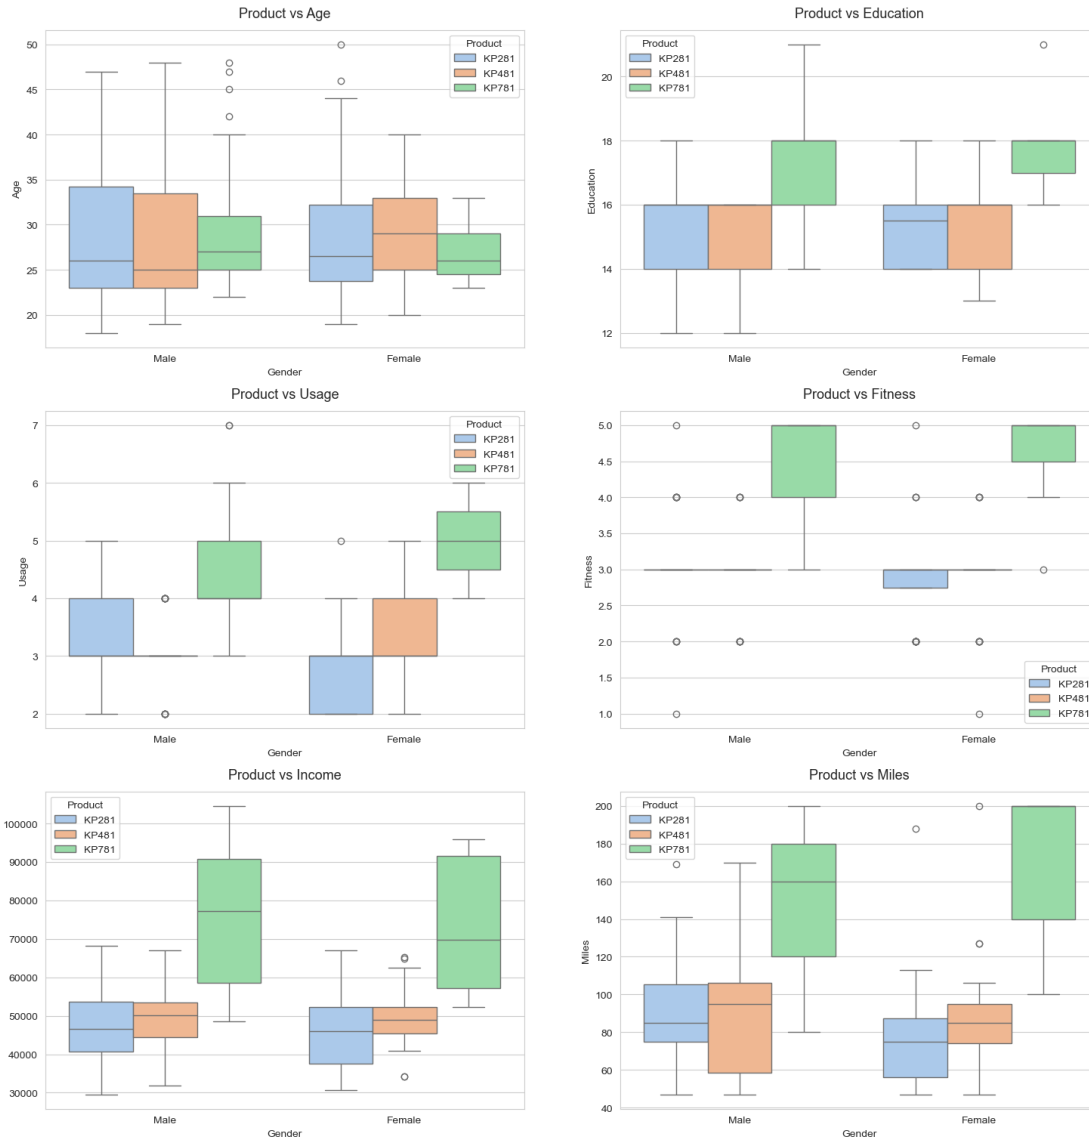 Product vs Age
50
45
40
35
30
25
20
Age
Product
KP281
KP481
KP781
Male
Female
Gender
Product vs Education
20
18
16
14
12
Education
Product
KP281
KP481
KP781
Male
Female
Gender
Product vs Usage
7
6
5
4
3
2
Usage
Product
KP281
KP481
KP781
Male
Female
Gender
Product vs Fitness
5.0
4.5
4.0
3.5
3.0
2.5
2.0
1.5
1.0
Fitness
Product
KP281
KP481
KP781
Male
Female
Gender
Product vs Income
100000
90000
80000
70000
60000
50000
40000
30000
Product
KP281
KP481
KP781
Male
Female
Gender
Product vs Miles
200
180
160
140
120
100
80
60
40
Miles
Product
KP281
KP481
KP781
Male
Female
Gender